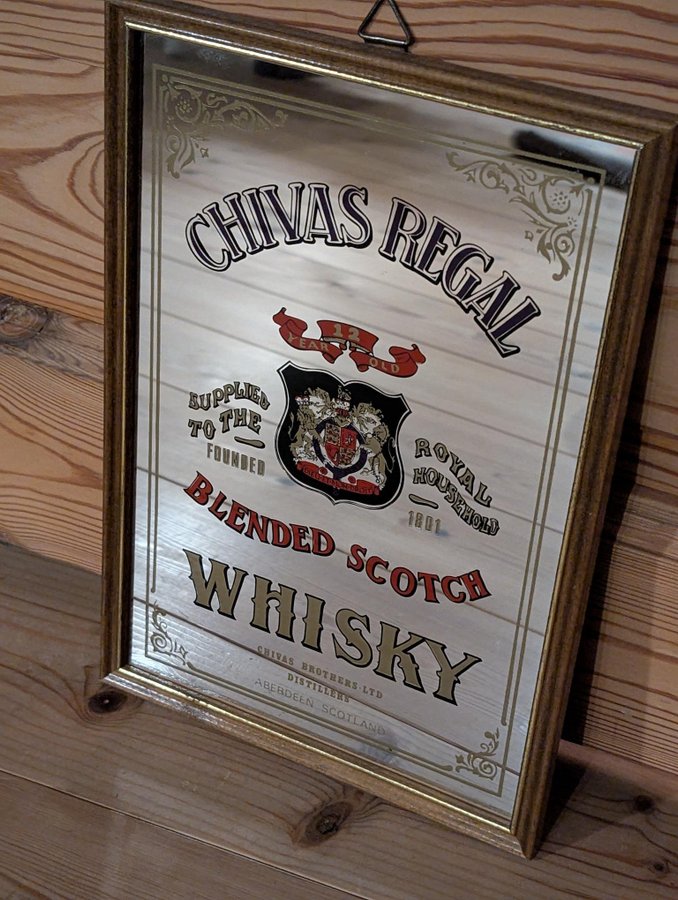 CHIVAS REGAL
12
YEAR OLD
SUPPLIED
TO THE
FOUNDED
ROYAL
HOUSEHOLD
1801
BLENDED SCOTCH
WHISKY
CHIVAS BROTHERS LTD
DISTILLERS
ABERDEEN SCOTLAND